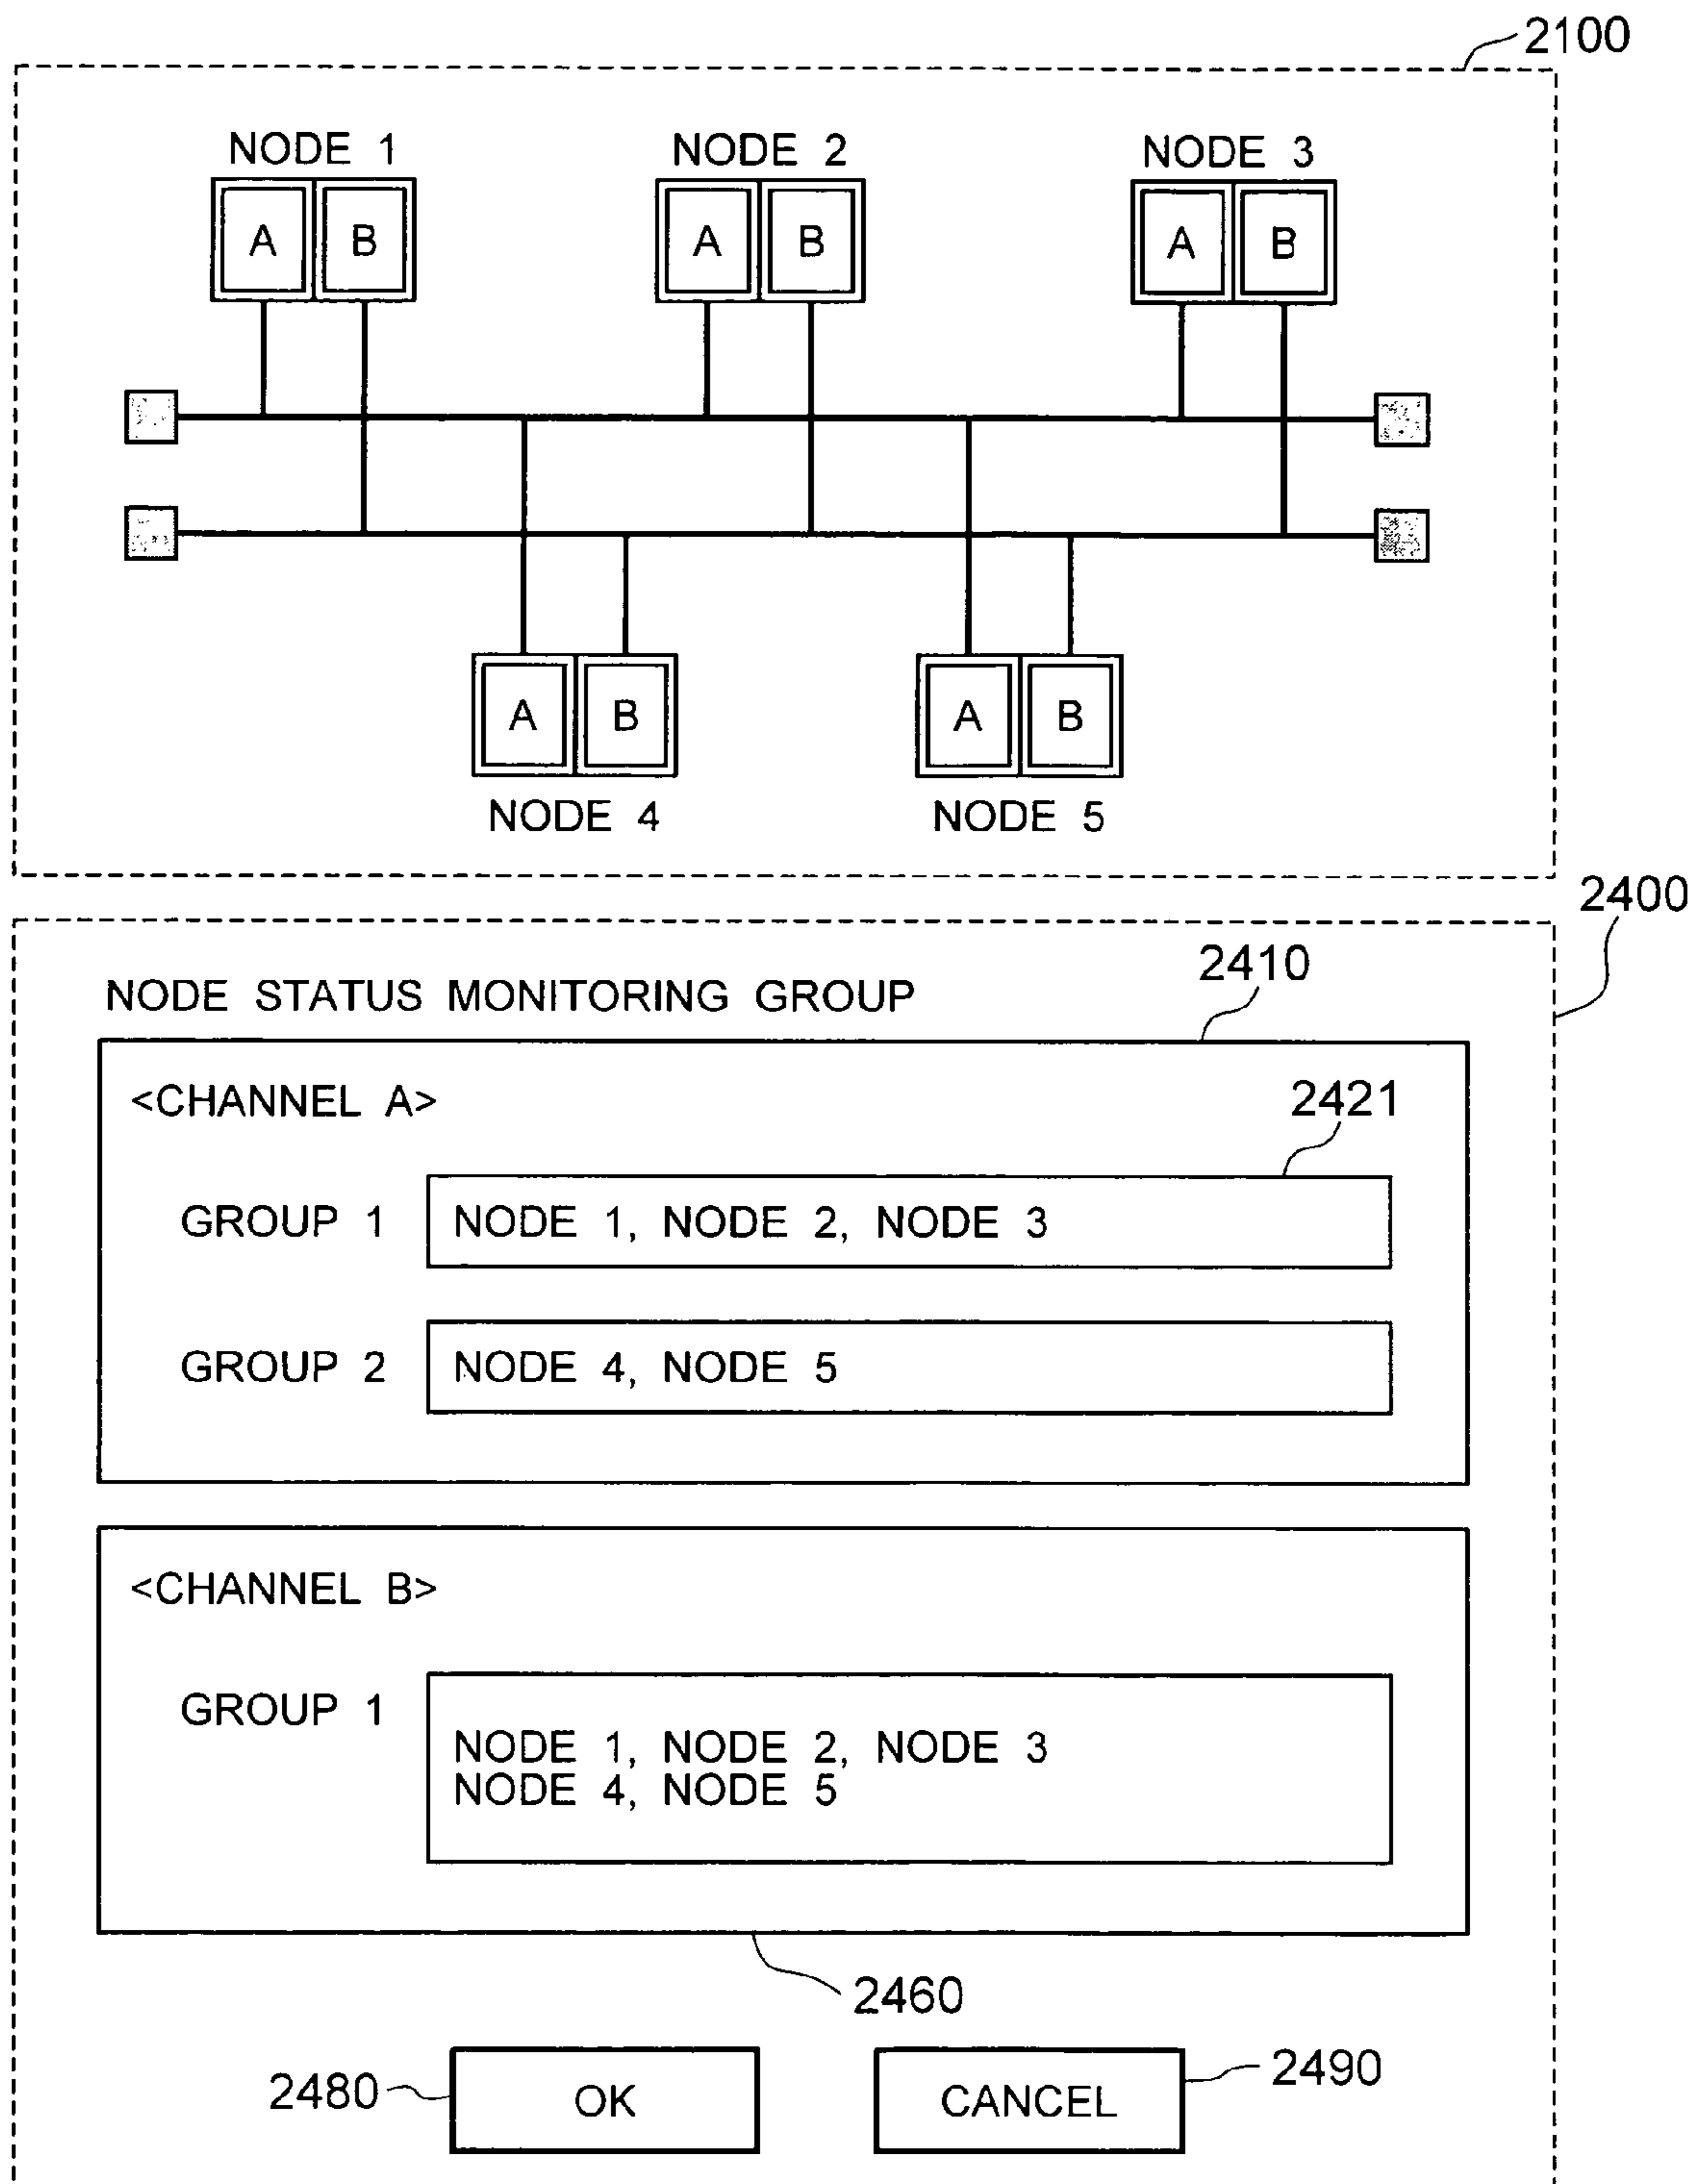 2100
NODE 1 NODE 2 NODE 3
A B A B A B
A B A B
NODE 4 NODE 5
2400
2410
NODE STATUS MONITORING GROUP
<CHANNEL A>
2421
GROUP 1 NODE 1, NODE 2, NODE 3
GROUP 2 NODE 4, NODE 5
<CHANNEL B>
GROUP 1
NODE 1, NODE 2, NODE 3
NODE 4, NODE 5
2460
2480 OK CANCEL 2490